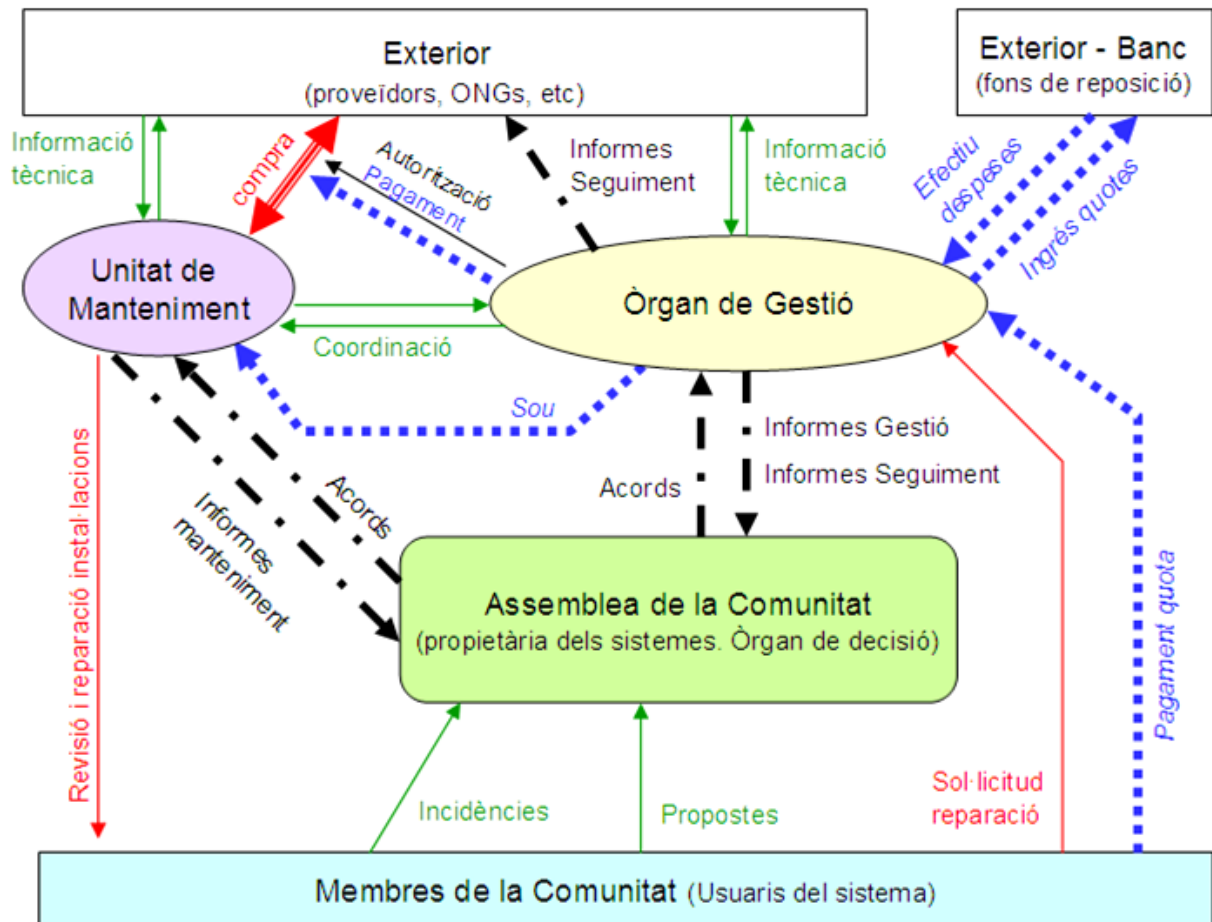 Exterior
(proveïdors, ONGs, etc)
Exterior - Banc
(fons de reposició)
Informació
tècnica
compra
Autorització
Pagament
Informes
Seguiment
Informació
tècnica
Efectiu
despeses
Ingrés quotes
Unitat de
Manteniment
Òrgan de Gestió
Coordinació
Sou
Informes Gestió
Informes Seguiment
Acords
Acords
Informes
manteniment
Revisió i reparació instal·lacions
Assemblea de la Comunitat
(propietària dels sistemes. Òrgan de decisió)
Pagament quota
Incidències
Propostes
Sol·licitud
reparació
Membres de la Comunitat (Usuaris del sistema)